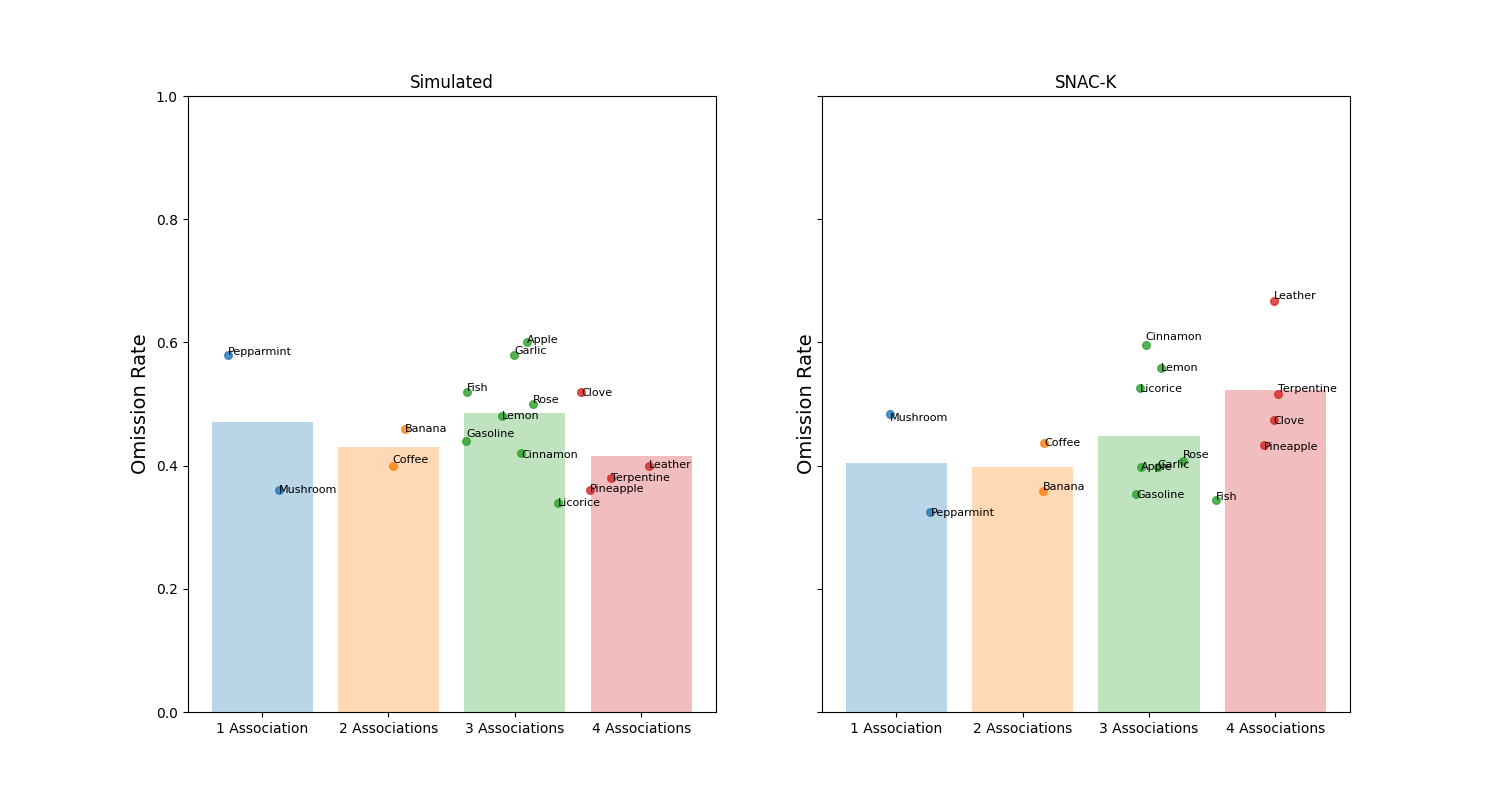 Simulated
Omission Rate
1.0
0.8
0.6
0.4
0.2
0.0
Pepparmint
Mushroom
Banana
Coffee
Apple
Garlic
Fish
Rose
Lemon
Gasoline
Cinnamon
Licorice
Clove
Leather
Terpentine
Pineapple
1 Association
2 Associations
3 Associations
4 Associations
SNAC-K
Omission Rate
Mushroom
Pepparmint
Coffee
Banana
Cinnamon
Lemon
Licorice
Rose
Apple
Garlic
Gasoline
Fish
Leather
Terpentine
Clove
Pineapple
1 Association
2 Associations
3 Associations
4 Associations